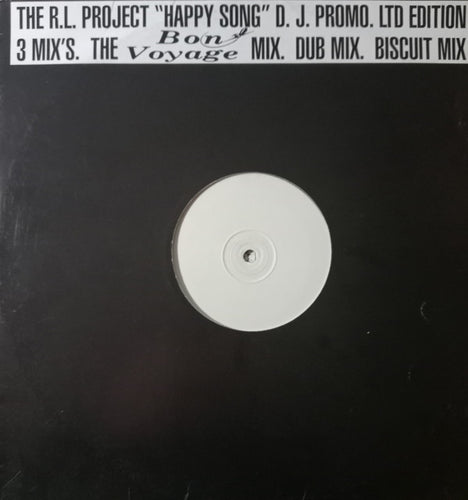 THE R.L. PROJECT "HAPPY SONG" D. J. PROMO. LTD EDITION
3 MIX'S. THE Bon Voyage MIX. DUB MIX. BISCUIT MIX